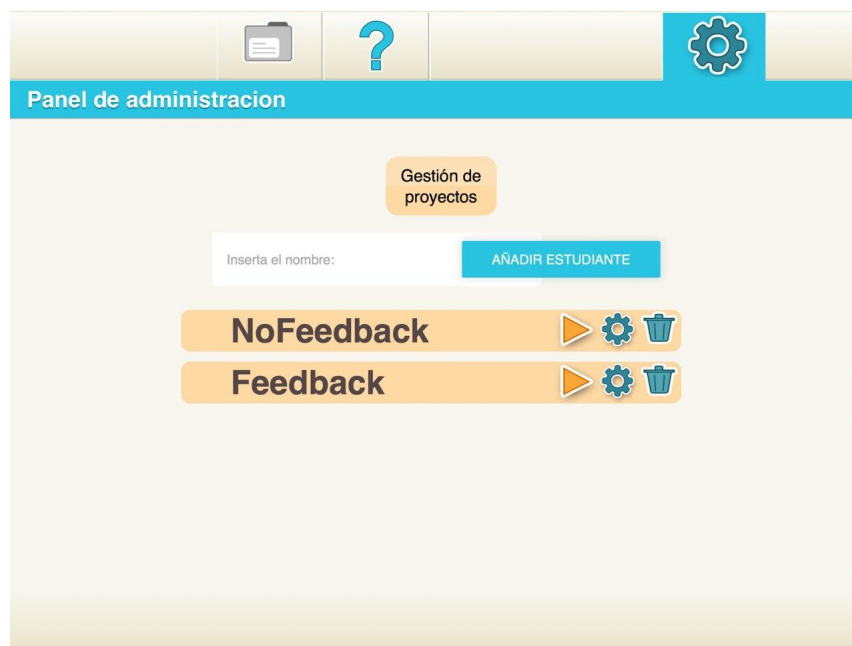 Panel de administracion
Gestión de
proyectos
Inserta el nombre:
AÑADIR ESTUDIANTE
NoFeedback
Feedback